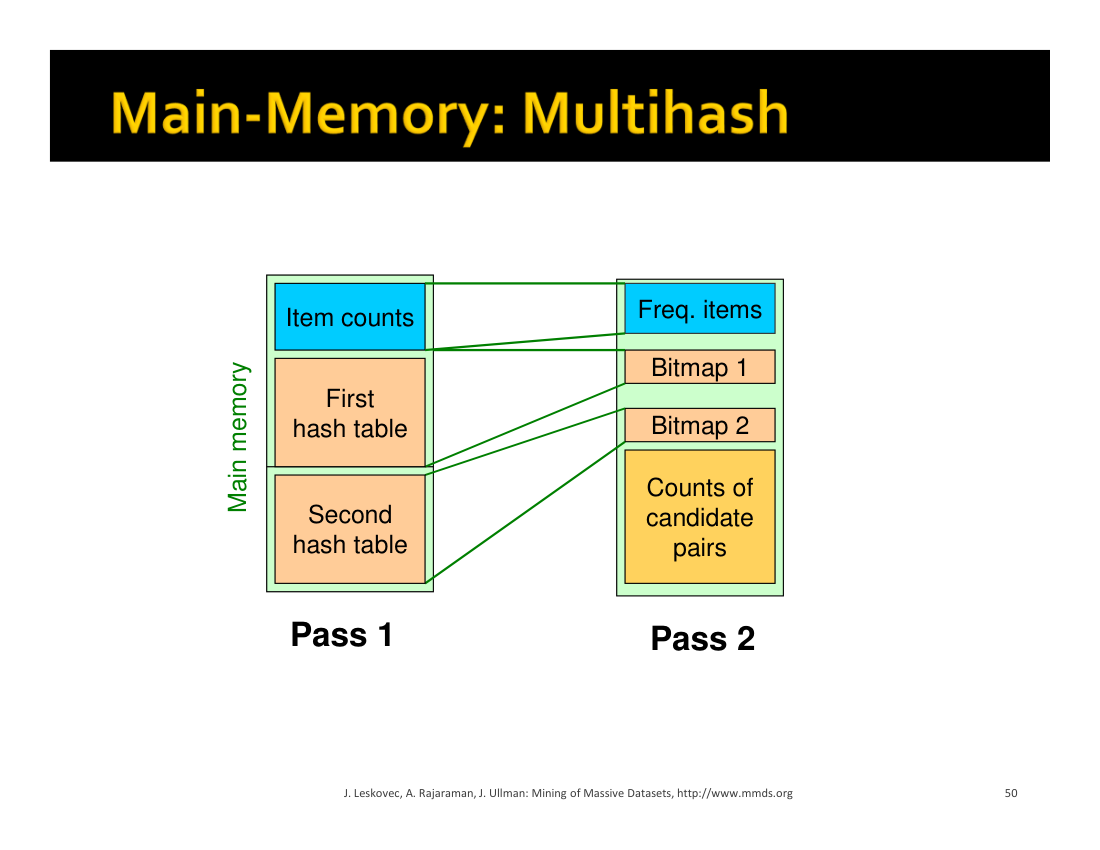 Main-Memory: Multihash
Main memory
Item counts
First
hash table
Second
hash table
Pass 1
Freq. items
Bitmap 1
Bitmap 2
Counts of
candidate
pairs
Pass 2
J. Leskovec, A. Rajaraman, J. Ullman: Mining of Massive Datasets, http://www.mmds.org
50